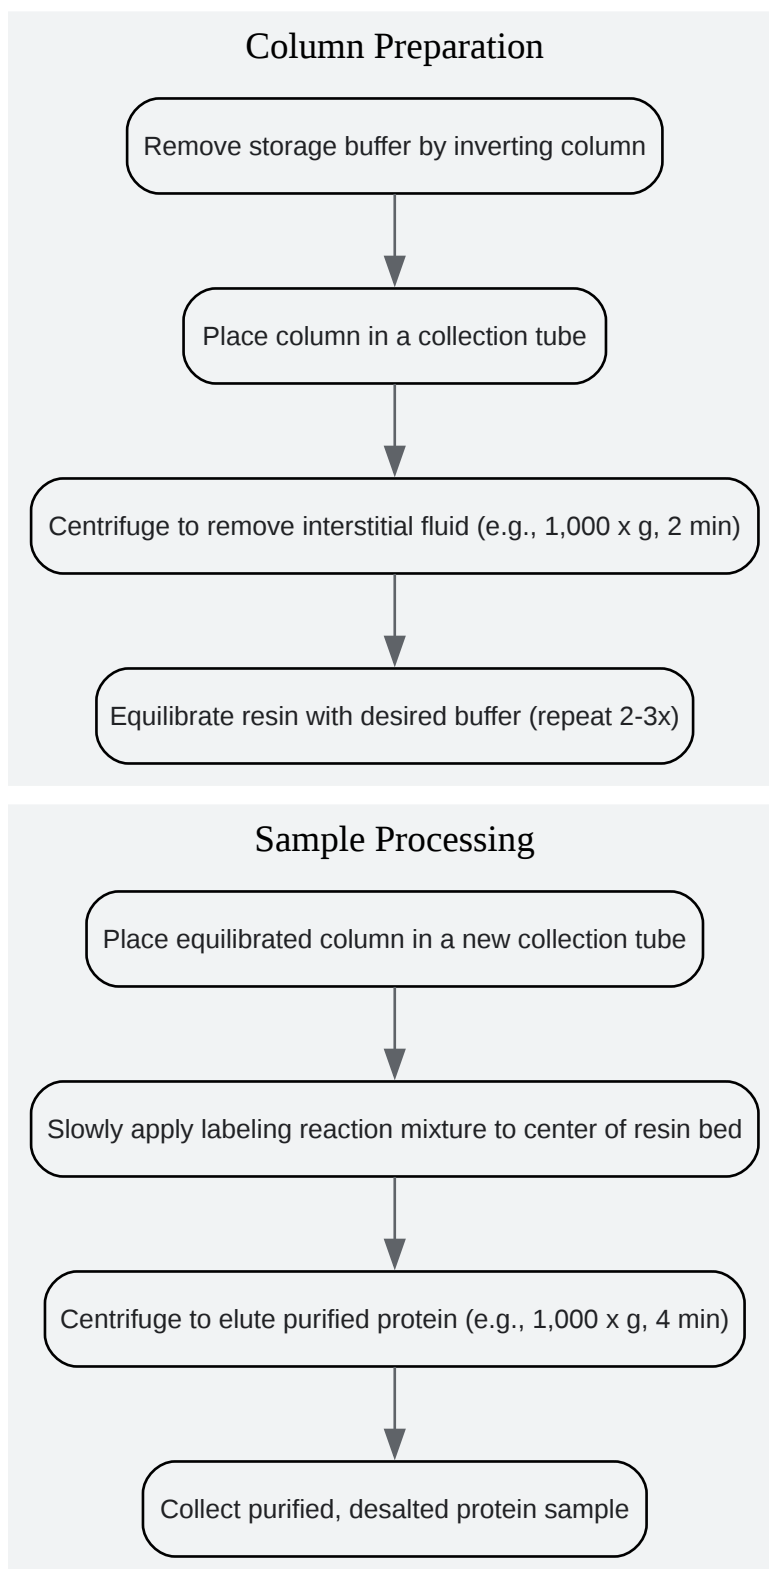 Column Preparation
Remove storage buffer by inverting column
Place column in a collection tube
Centrifuge to remove interstitial fluid (e.g., 1,000 x g, 2 min)
Equilibrate resin with desired buffer (repeat 2-3x)
Sample Processing
Place equilibrated column in a new collection tube
Slowly apply labeling reaction mixture to center of resin bed
Centrifuge to elute purified protein (e.g., 1,000 x g, 4 min)
Collect purified, desalted protein sample